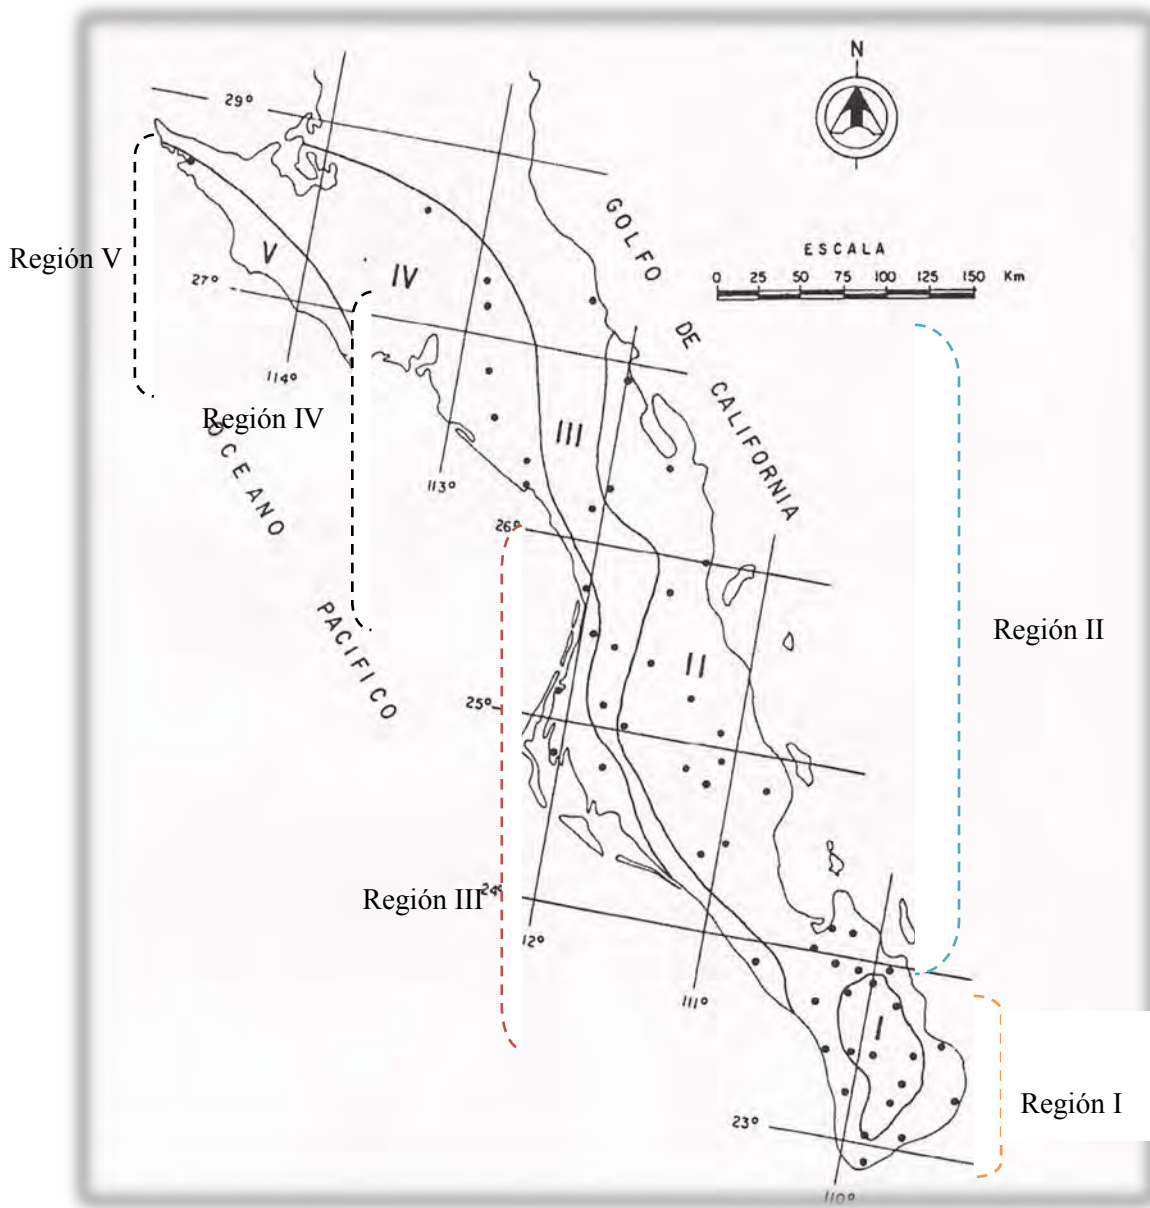 N
29°
GOLFO
DE
CALIFORNIA
ESCALA
0 25 50 75 100 125 150 Km
Región V
V
IV
27°
114°
Región IV
OCEANO
PACIFICO
III
113°
26°
II
Región II
25°
Región III
24°
12°
111°
I
Región I
23°
110°